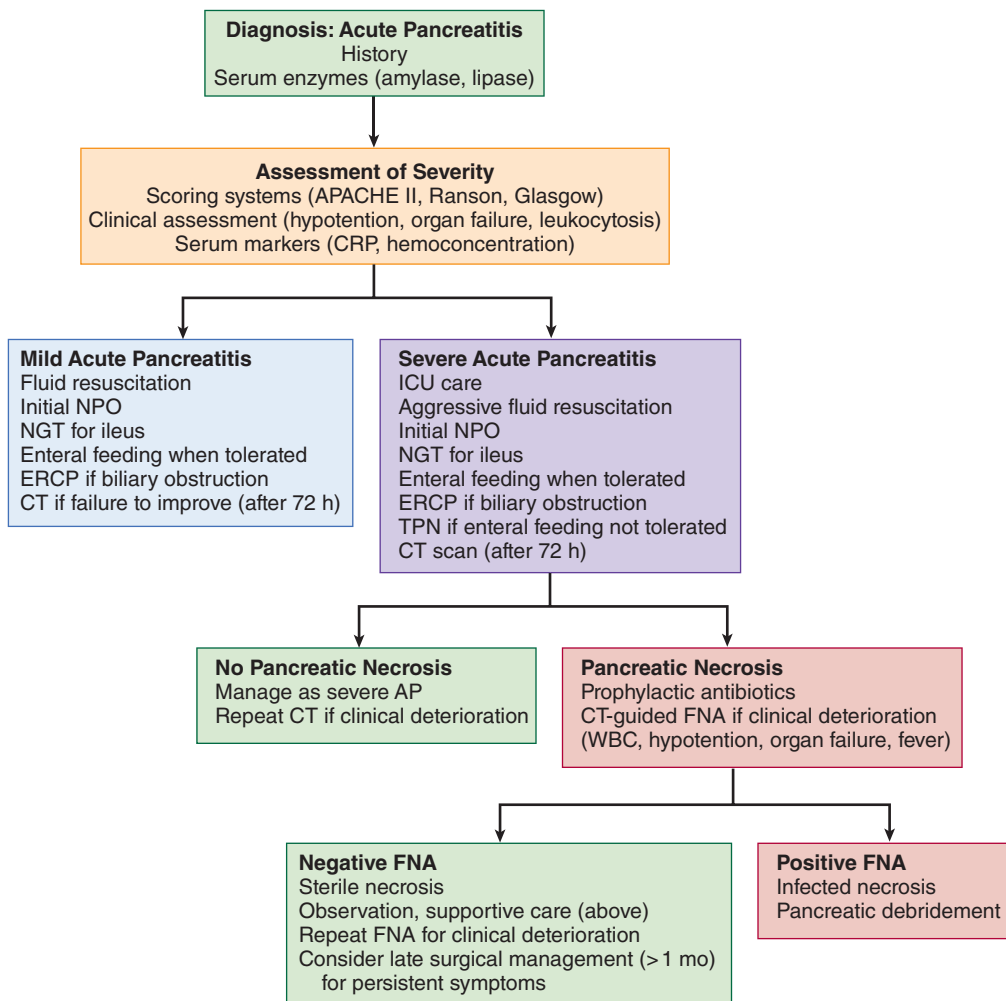 Diagnosis: Acute Pancreatitis
History
Serum enzymes (amylase, lipase)
Assessment of Severity
Scoring systems (APACHE II, Ranson, Glasgow)
Clinical assessment (hypotention, organ failure, leukocytosis)
Serum markers (CRP, hemoconcentration)
Mild Acute Pancreatitis
Fluid resuscitation
Initial NPO
NGT for ileus
Enteral feeding when tolerated
ERCP if biliary obstruction
CT if failure to improve (after 72 h)
Severe Acute Pancreatitis
ICU care
Aggressive fluid resuscitation
Initial NPO
NGT for ileus
Enteral feeding when tolerated
ERCP if biliary obstruction
TPN if enteral feeding not tolerated
CT scan (after 72 h)
No Pancreatic Necrosis
Manage as severe AP
Repeat CT if clinical deterioration
Pancreatic Necrosis
Prophylactic antibiotics
CT-guided FNA if clinical deterioration
(WBC, hypotention, organ failure, fever)
Negative FNA
Sterile necrosis
Observation, supportive care (above)
Repeat FNA for clinical deterioration
Consider late surgical management (>1 mo)
for persistent symptoms
Positive FNA
Infected necrosis
Pancreatic debridement